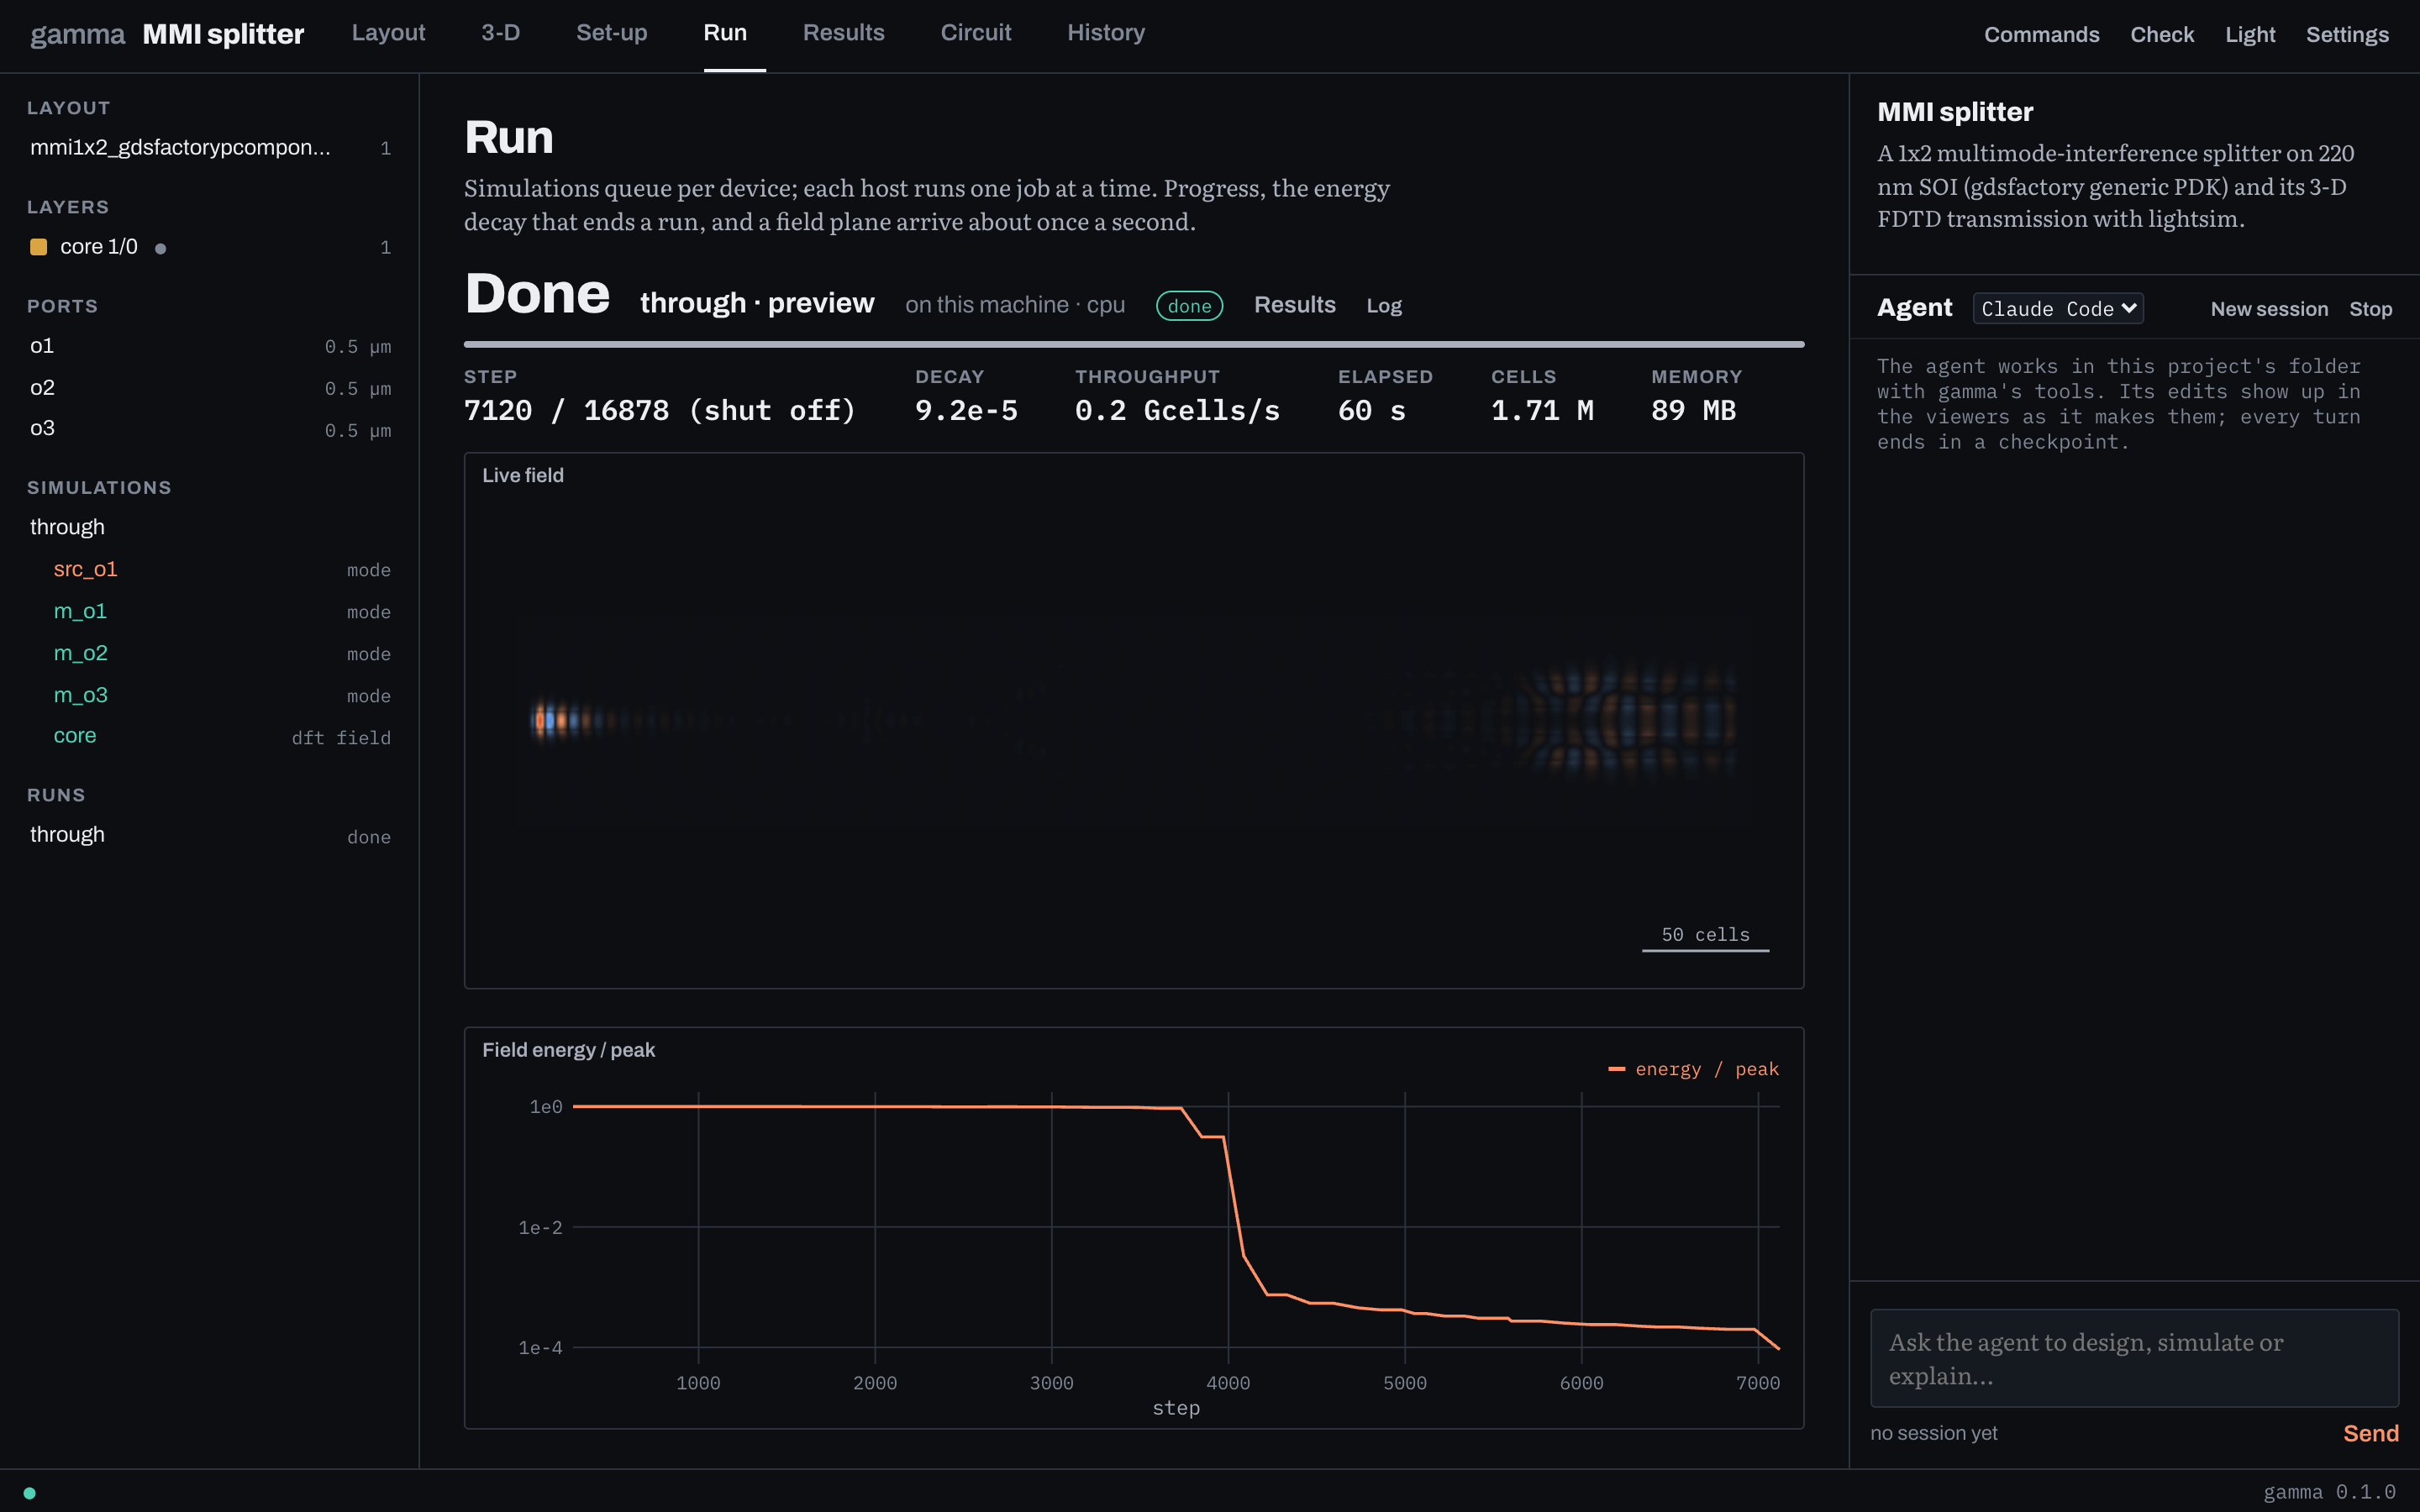 gamma MMI splitter Layout 3-D Set-up Run Results Circuit History Commands Check Light Settings
LAYOUT
mmi1x2_gdsfactorypcompon... 1
LAYERS
core 1/0 1
PORTS
o1 0.5 µm
o2 0.5 µm
o3 0.5 µm
SIMULATIONS
through
src_o1 mode
m_o1 mode
m_o2 mode
m_o3 mode
core dft field
RUNS
through done
Run
Simulations queue per device; each host runs one job at a time. Progress, the energy
decay that ends a run, and a field plane arrive about once a second.
Done through · preview on this machine · cpu done Results Log
STEP DECAY THROUGHPUT ELAPSED CELLS MEMORY
7120 / 16878 (shut off) 9.2e-5 0.2 Gcells/s 60 s 1.71 M 89 MB
Live field
50 cells
Field energy / peak
energy / peak
1e0
1e-2
1e-4
1000 2000 3000 4000 5000 6000 7000
step
MMI splitter
A 1x2 multimode-interference splitter on 220
nm SOI (gdsfactory generic PDK) and its 3-D
FDTD transmission with lightsim.
Agent Claude Code New session Stop
The agent works in this project's folder
with gamma's tools. Its edits show up in
the viewers as it makes them; every turn
ends in a checkpoint.
Ask the agent to design, simulate or
explain...
no session yet Send
gamma 0.1.0